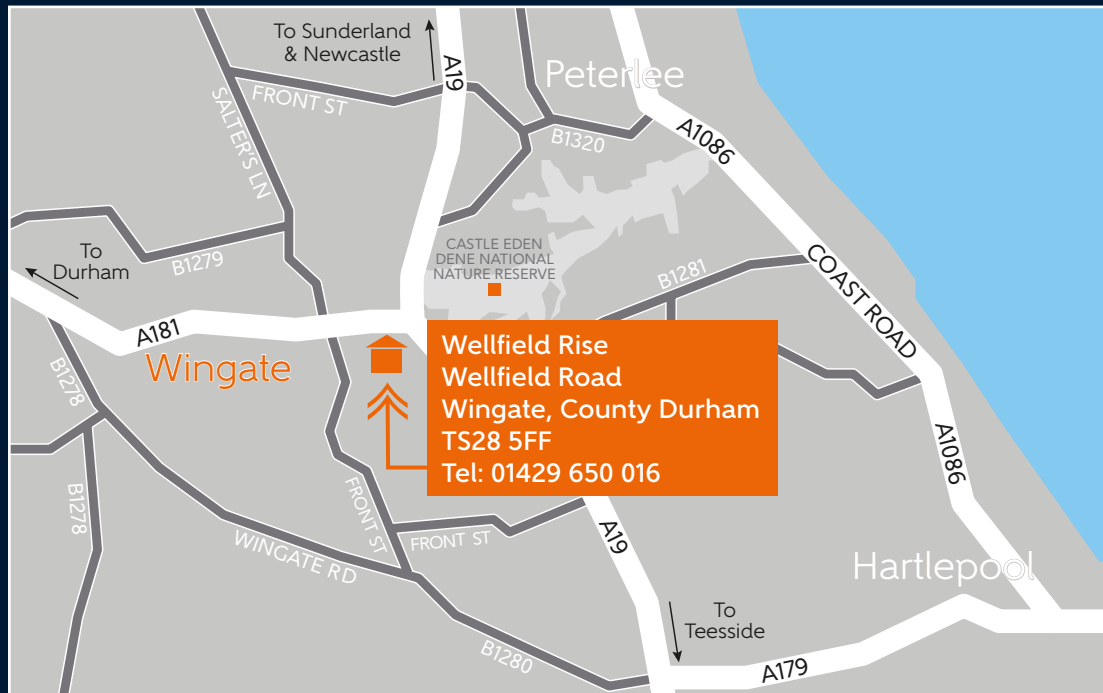 To Sunderland
& Newcastle
A19
Peterlee
FRONT ST
SALTER'S LN
B1320
A1086
CASTLE EDEN
DENE NATIONAL
NATURE RESERVE
To
Durham
B1279
B1281
COAST ROAD
A181
Wingate
B1278
Wellfield Rise
Wellfield Road
Wingate, County Durham
TS28 5FF
Tel: 01429 650 016
A1086
B1278
FRONT ST
FRONT ST
WINGATE RD
A19
Hartlepool
To
Teesside
B1280
A179